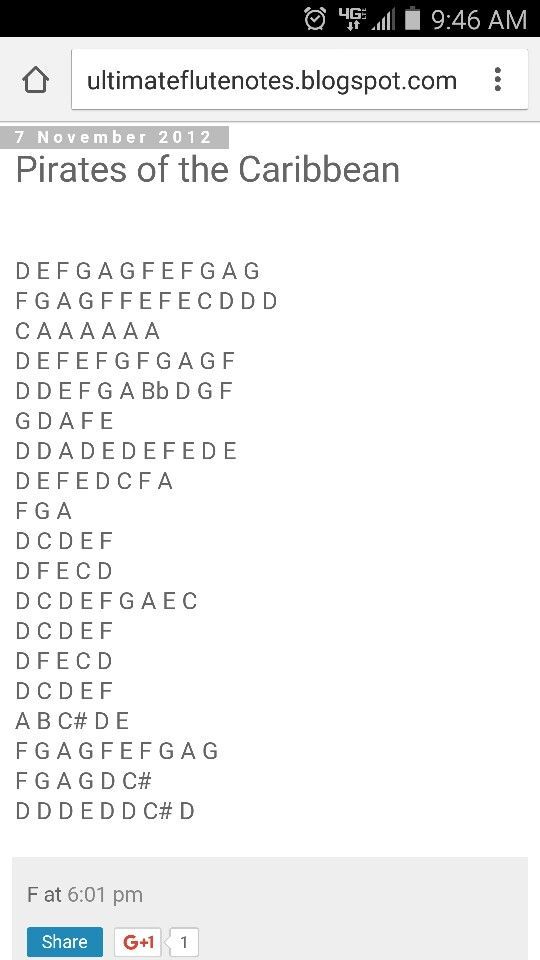 4G LTE 9:46 AM
ultimateflutenotes.blogspot.com
7 November 2012
Pirates of the Caribbean
D E F G A G F E F G A G
F G A G F F E F E C D D D
C A A A A A A
D E F E F G F G A G F
D D E F G A Bb D G F
G D A F E
D D A D E D E F E D E
D E F E D C F A
F G A
D C D E F
D F E C D
D C D E F G A E C
D C D E F
D F E C D
D C D E F
A B C# D E
F G A G F E F G A G
F G A G D C#
D D D E D D C# D
F at 6:01 pm
Share G+1 1